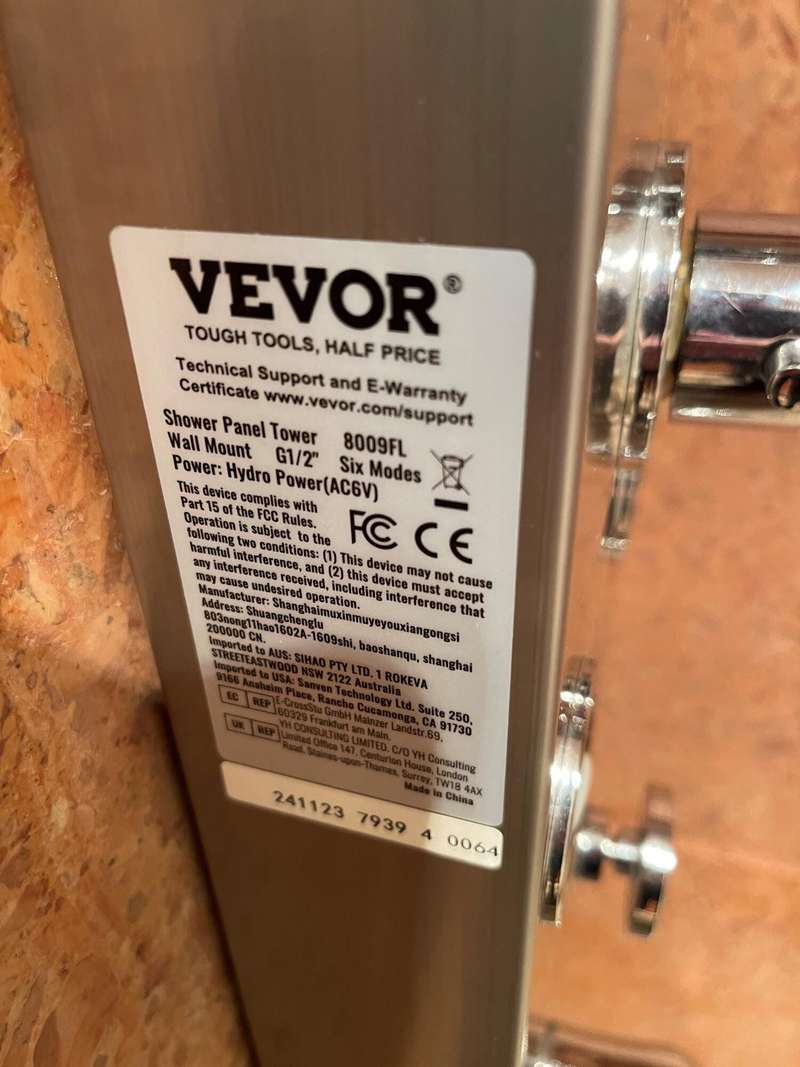 VEVOR®
TOUGH TOOLS, HALF PRICE
Technical Support and E-Warranty
Certificate www.vevor.com/support
Shower Panel Tower 8009FL
Wall Mount G1/2" Six Modes
Power: Hydro Power(AC6V)
This device complies with
Part 15 of the FCC Rules.
Operation is subject to the
following two conditions: (1) This device may not cause
harmful interference, and (2) this device must accept
any interference received, including interference that
may cause undesired operation.
FC CE
Manufacturer: Shanghaimuxinmuyeyouxiangongsi
Address: Shuangchenglu
803nong11hao1602A-1609shi, baoshanqu, shanghai
200000 CN.
Imported to AUS: SIHAO PTY LTD. 1 ROKEVA
STREETEASTWOOD NSW 2122 Australia
Imported to USA: Sanven Technology Ltd. Suite 250,
9166 Anaheim Place, Rancho Cucamonga, CA 91730
EC REP E-CrossStu GmbH Mainzer Landstr.69,
60329 Frankfurt am Main.
UK REP YH CONSULTING LIMITED. C/O YH Consulting
Limited Office 147, Centurion House, London
Road, Staines-upon-Thames, Surrey, TW18 4AX
Made in China
241123 7939 4 0064